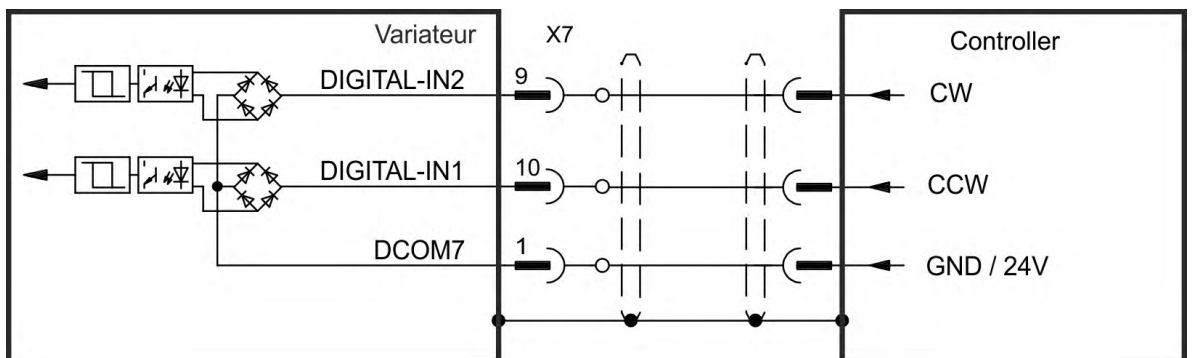 Variateur
X7
Controller
DIGITAL-IN2
9
CW
DIGITAL-IN1
10
CCW
DCOM7
1
GND / 24V